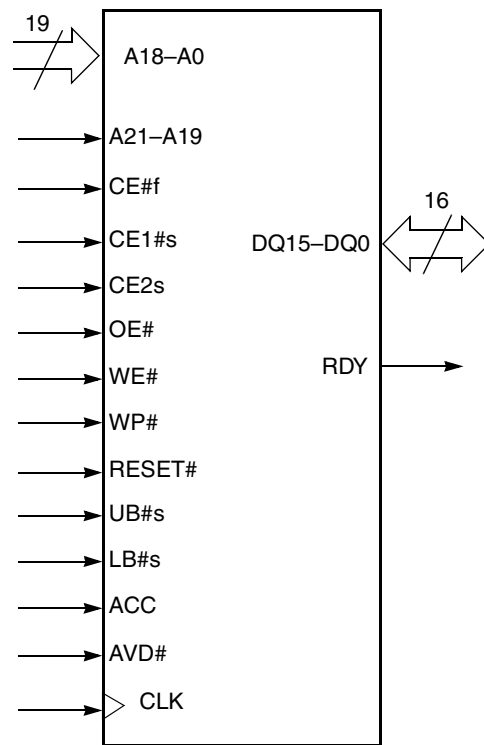 19
A18–A0
A21–A19
CE#f
16
CE1#s
DQ15–DQ0
CE2s
OE#
WE#
RDY
WP#
RESET#
UB#s
LB#s
ACC
AVD#
CLK